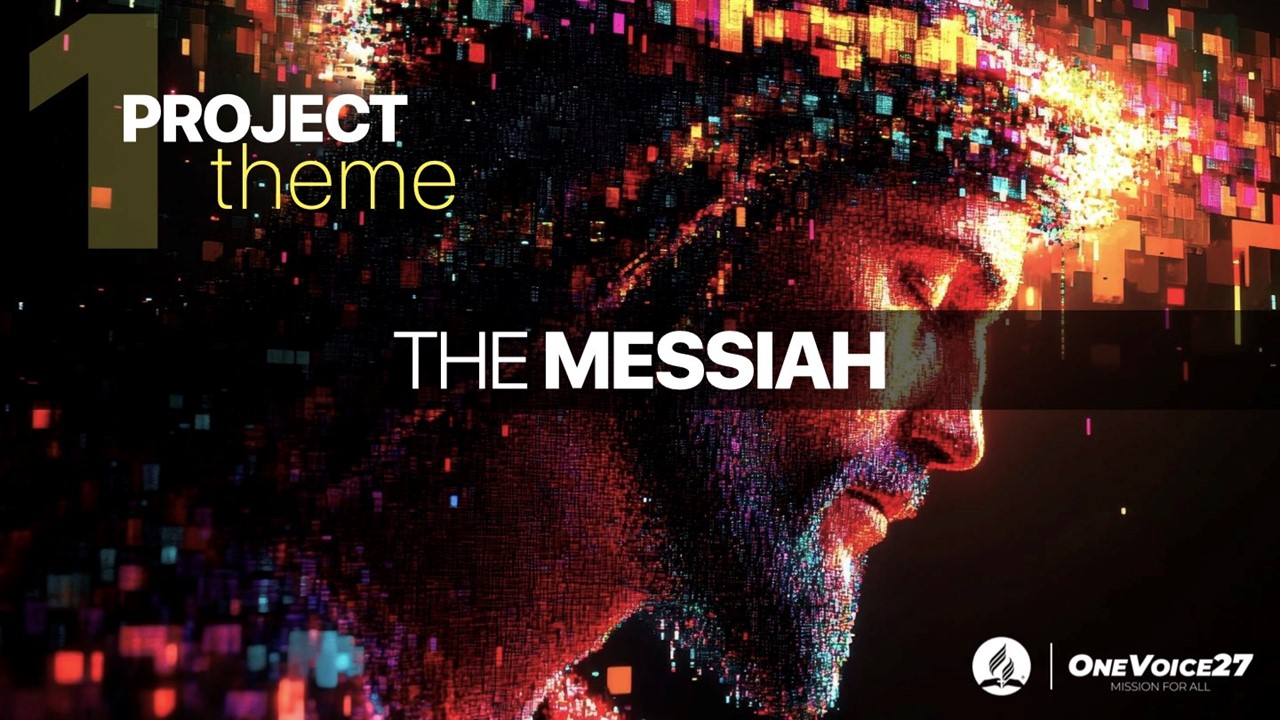 1
PROJECT
theme
THE MESSIAH
ONEVOICE27
MISSION FOR ALL